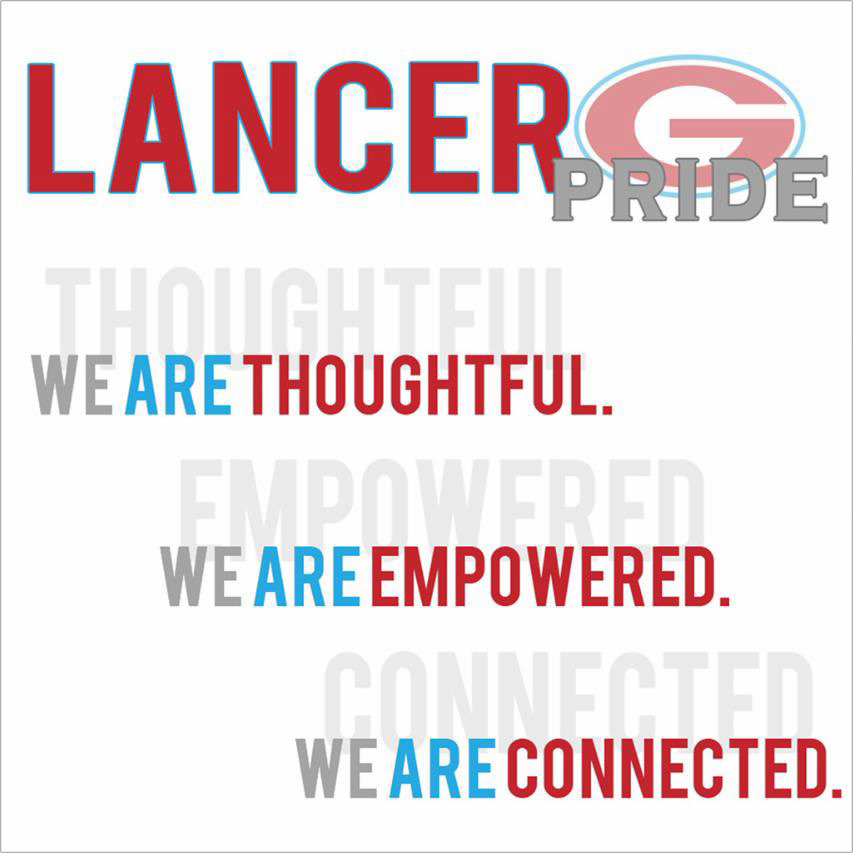 LANCER G
PRIDE
THOUGHTFUL
WE ARE THOUGHTFUL.
EMPOWERED
WE ARE EMPOWERED.
CONNECTED
WE ARE CONNECTED.